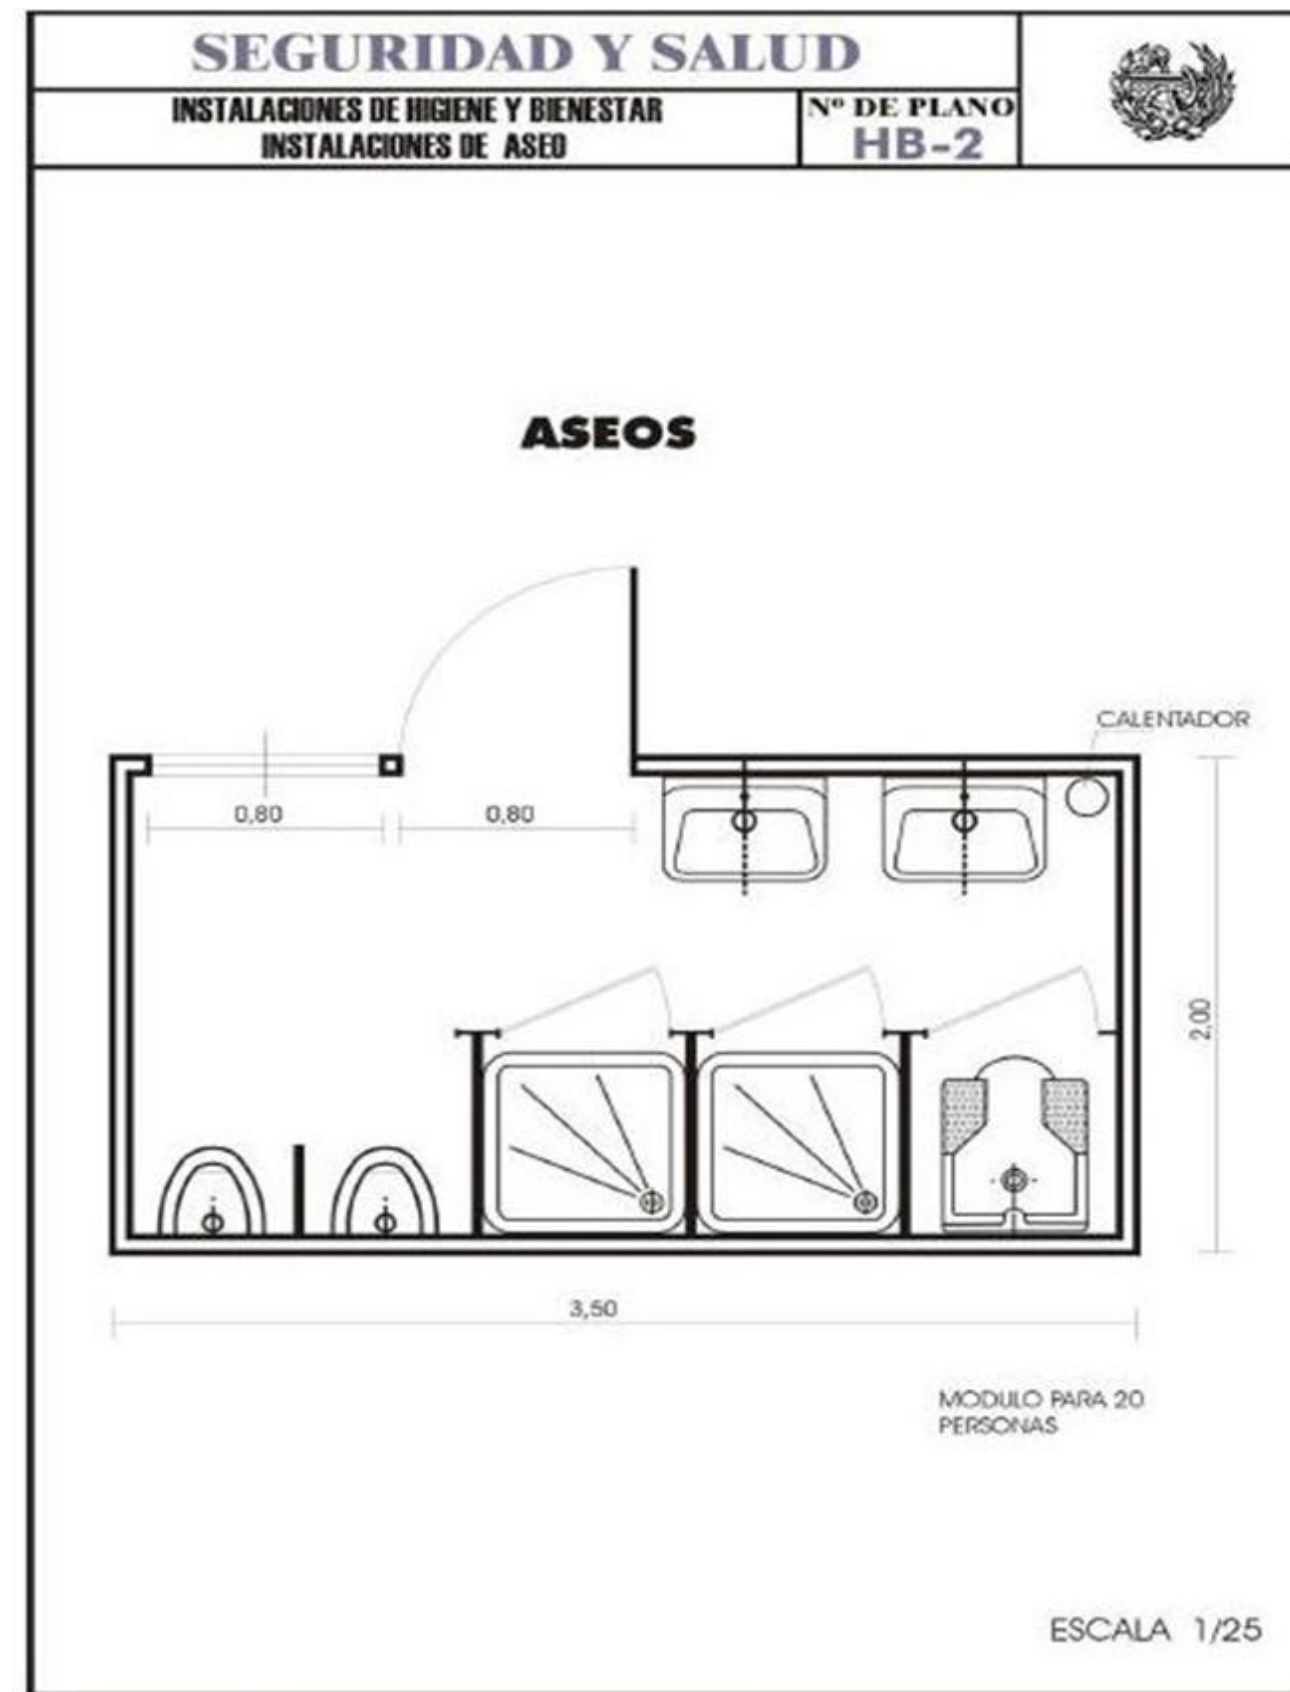 SEGURIDAD Y SALUD
INSTALACIONES DE HIGIENE Y BIENESTAR
INSTALACIONES DE ASEO
Nº DE PLANO
HB-2
ASEOS
CALENTADOR
0,80
0,80
2,00
3,50
MODULO PARA 20
PERSONAS
ESCALA 1/25